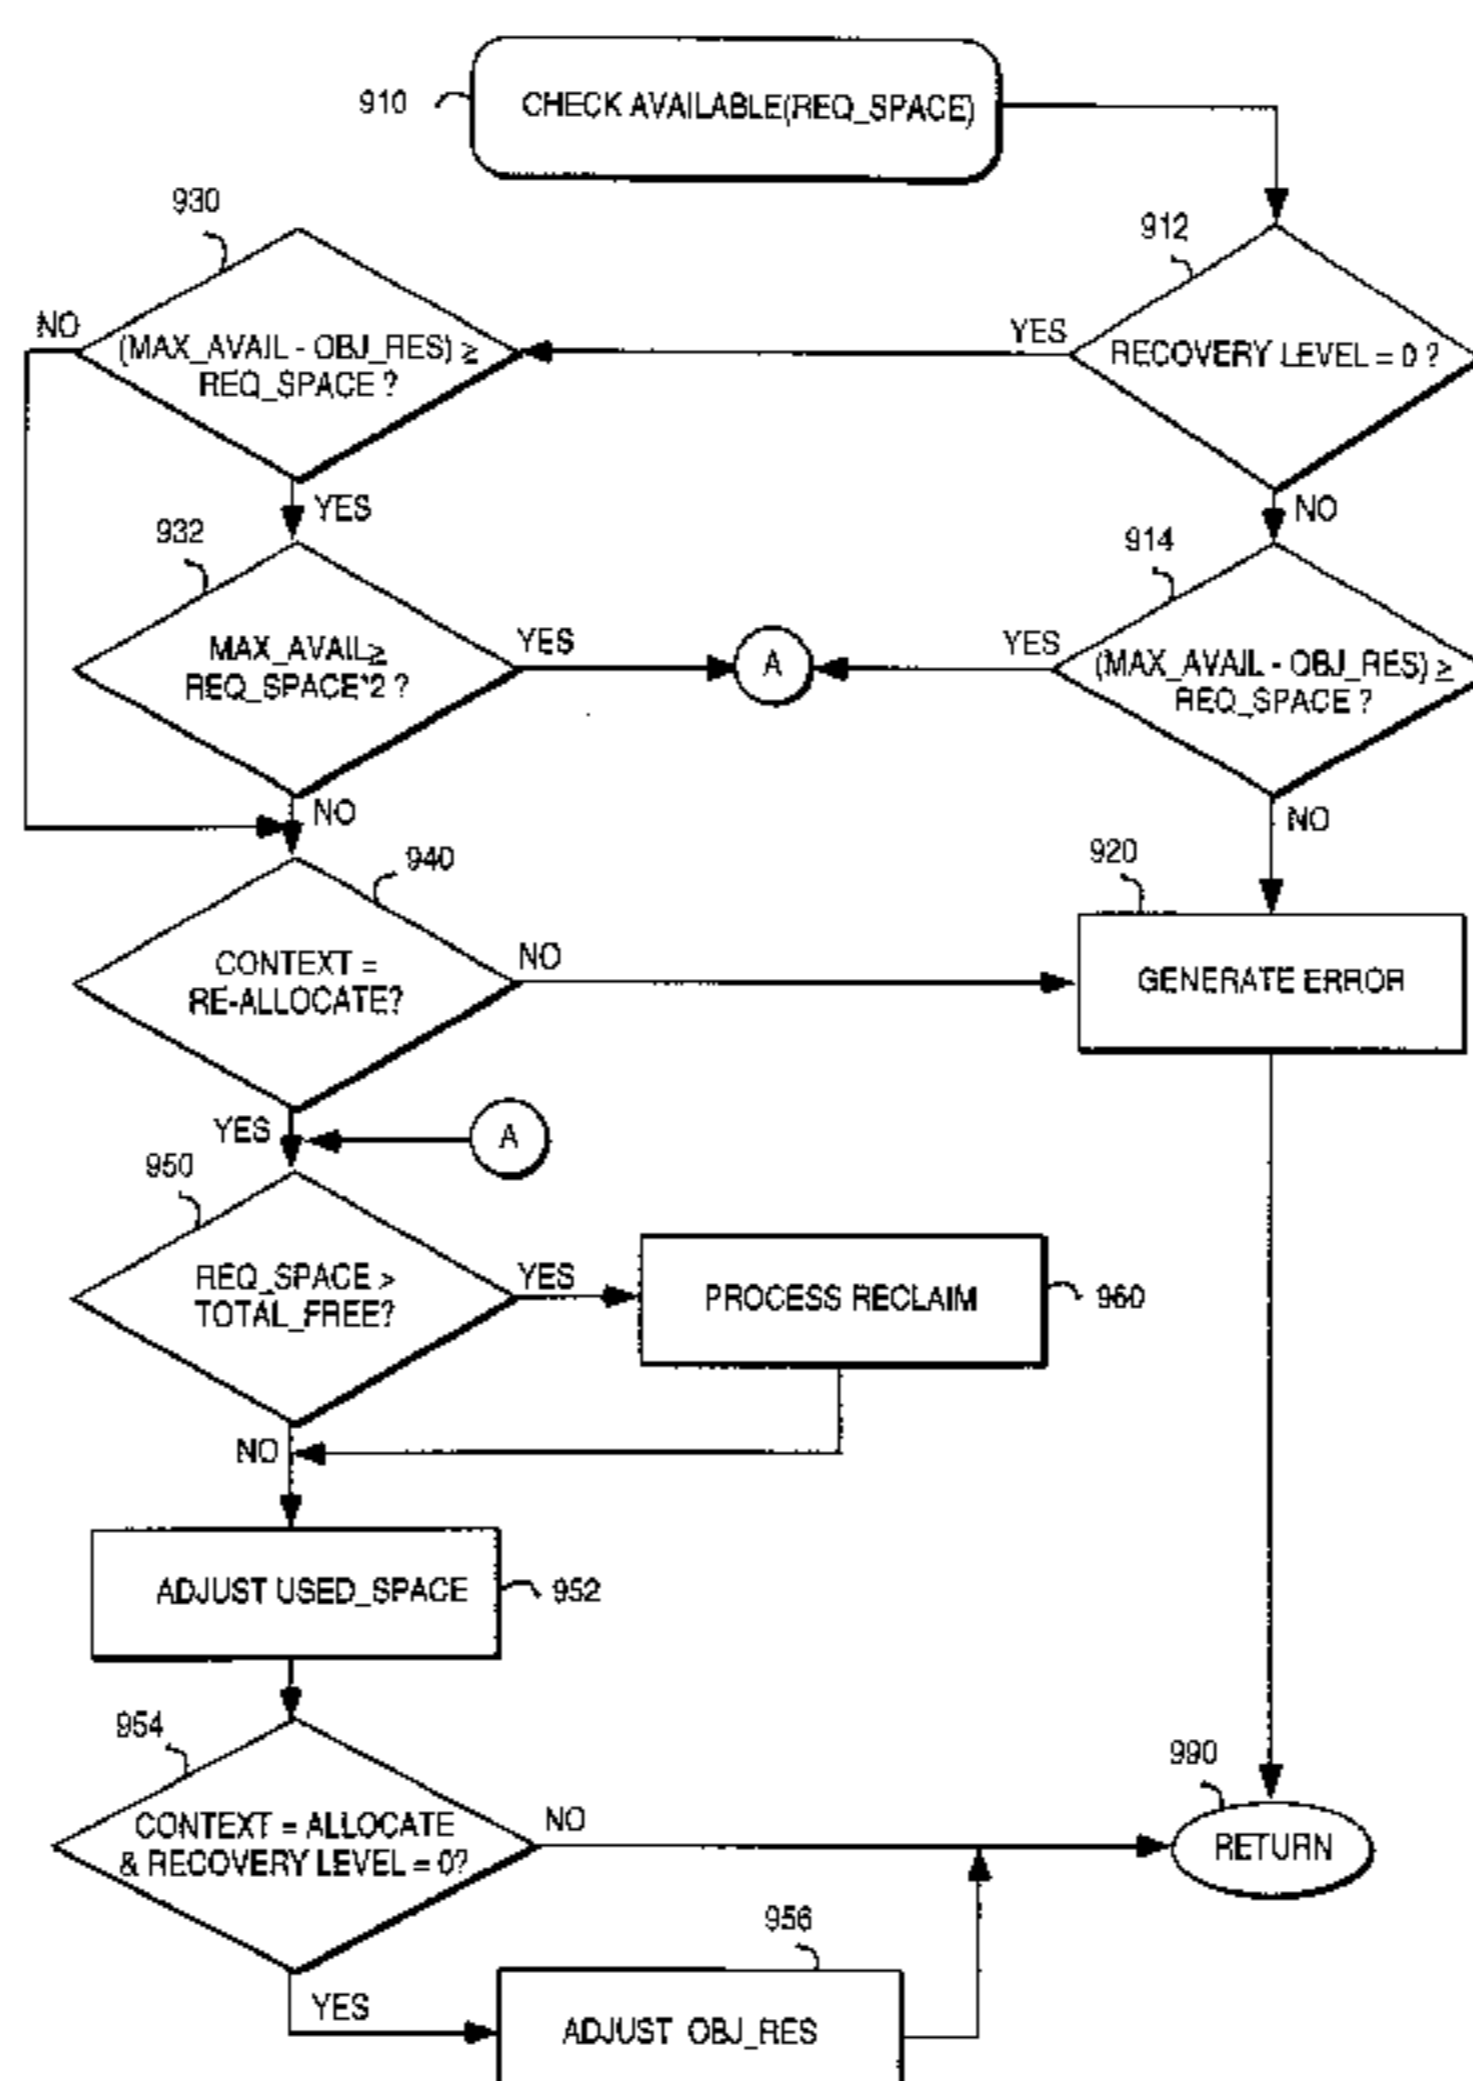 910
CHECK AVAILABLE(REQ_SPACE)
930
912
NO
(MAX_AVAIL - OBJ_RES) ≥
REQ_SPACE ?
YES
RECOVERY LEVEL = 0 ?
YES
NO
932
914
MAX_AVAIL≥
REQ_SPACE*2 ?
YES
A
YES
(MAX_AVAIL - OBJ_RES) ≥
REQ_SPACE ?
NO
NO
940
920
CONTEXT =
RE-ALLOCATE?
NO
GENERATE ERROR
YES
A
950
REQ_SPACE >
TOTAL_FREE?
YES
PROCESS RECLAIM
960
NO
ADJUST USED_SPACE
952
954
990
CONTEXT = ALLOCATE
& RECOVERY LEVEL = 0?
NO
RETURN
956
YES
ADJUST OBJ_RES